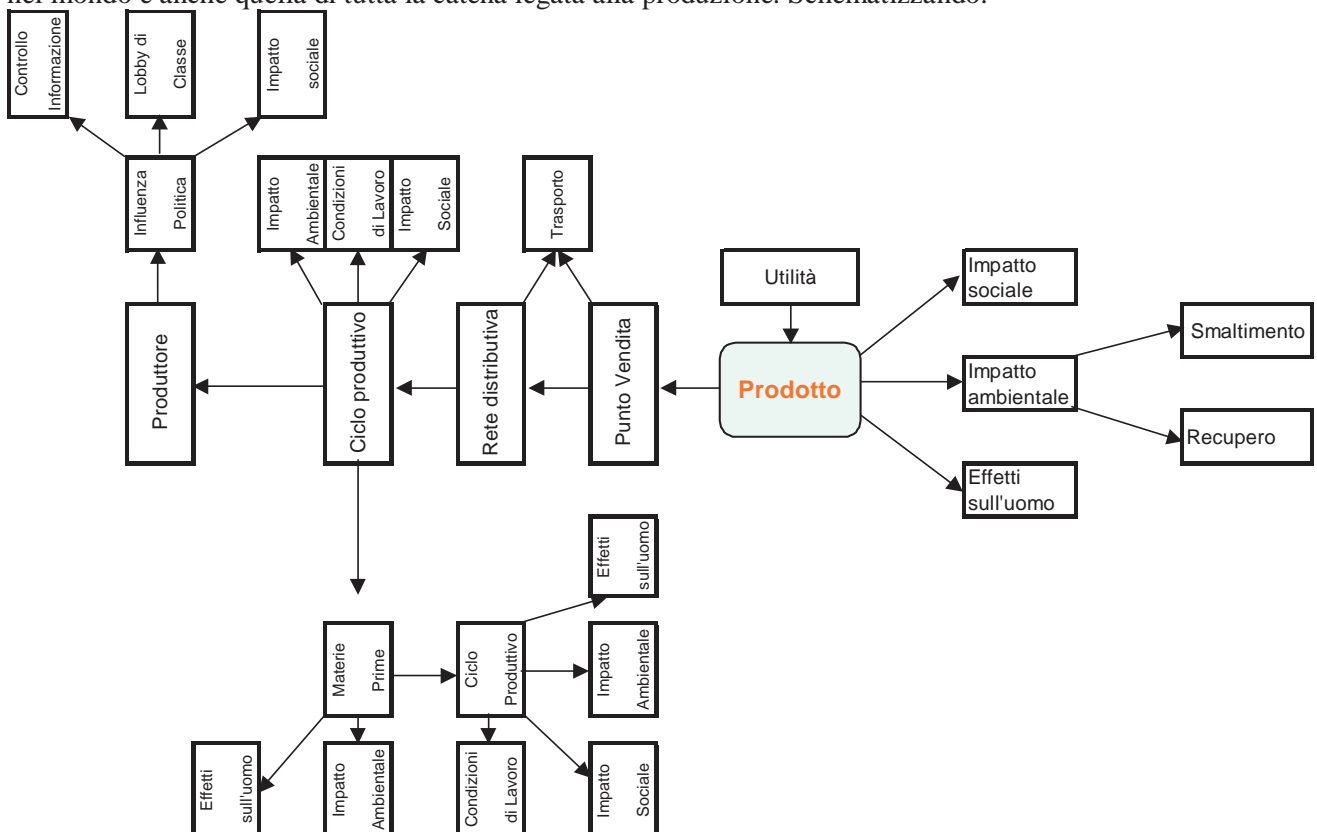 nel mondo e anche quella di tutta la catena legata alla produzione. Schematizzando:
Controllo
Informazione
Lobby di
Classe
Impatto
sociale
Influenza
Politica
Impatto
Ambientale
Condizioni
di Lavoro
Impatto
Sociale
Trasporto
Utilità
Impatto
sociale
Produttore
Ciclo produttivo
Rete distributiva
Punto Vendita
Prodotto
Impatto
ambientale
Smaltimento
Recupero
Effetti
sull'uomo
Effetti
sull'uomo
Materie
Prime
Ciclo
Produttivo
Impatto
Ambientale
Effetti
sull'uomo
Impatto
Ambientale
Condizioni
di Lavoro
Impatto
Sociale